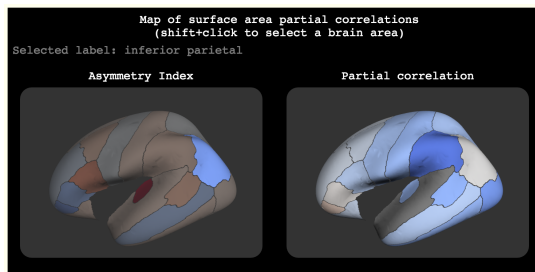 Map of surface area partial correlations
(shift+click to select a brain area)
Selected label: inferior parietal
Asymmetry Index
Partial correlation